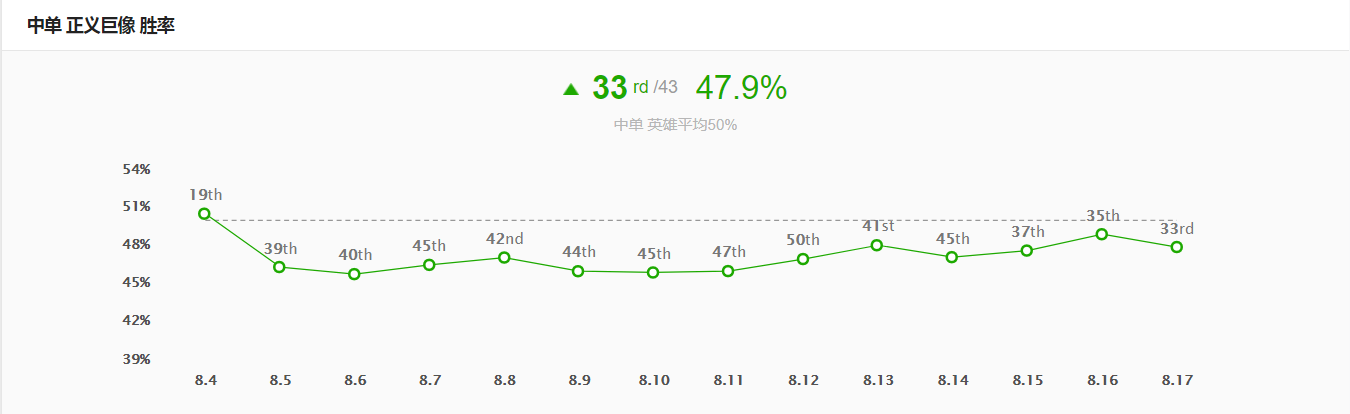 中单 正义巨像 胜率
33 rd /43 47.9%
中单 英雄平均50%
54%
51%
48%
45%
42%
39%
19th
39th
40th
45th
42nd
44th
45th
47th
50th
41st
45th
37th
35th
33rd
8.4 8.5 8.6 8.7 8.8 8.9 8.10 8.11 8.12 8.13 8.14 8.15 8.16 8.17